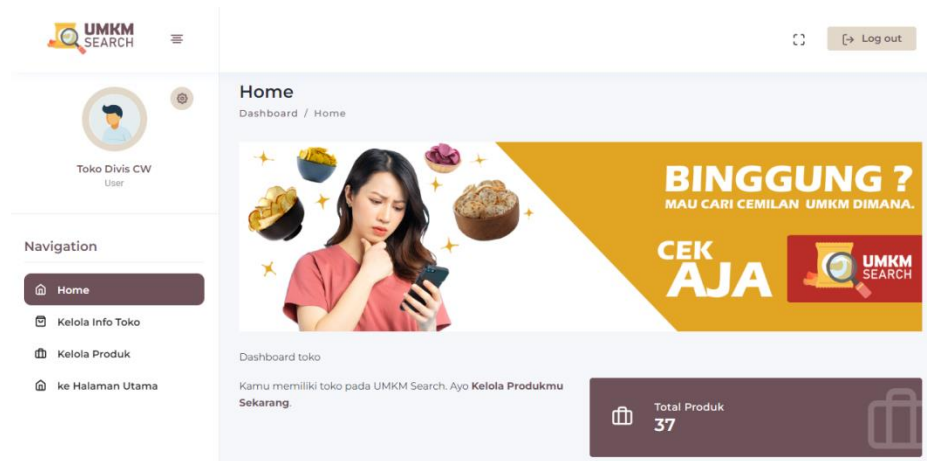 UMKM
SEARCH
Log out
Toko Divis CW
User
Navigation
Home
Kelola Info Toko
Kelola Produk
ke Halaman Utama
Home
Dashboard / Home
BINGGUNG ?
MAU CARI CEMILAN UMKM DIMANA.
CEK
AJA
UMKM
SEARCH
Dashboard toko
Kamu memiliki toko pada UMKM Search. Ayo Kelola Produkmu
Sekarang.
Total Produk
37